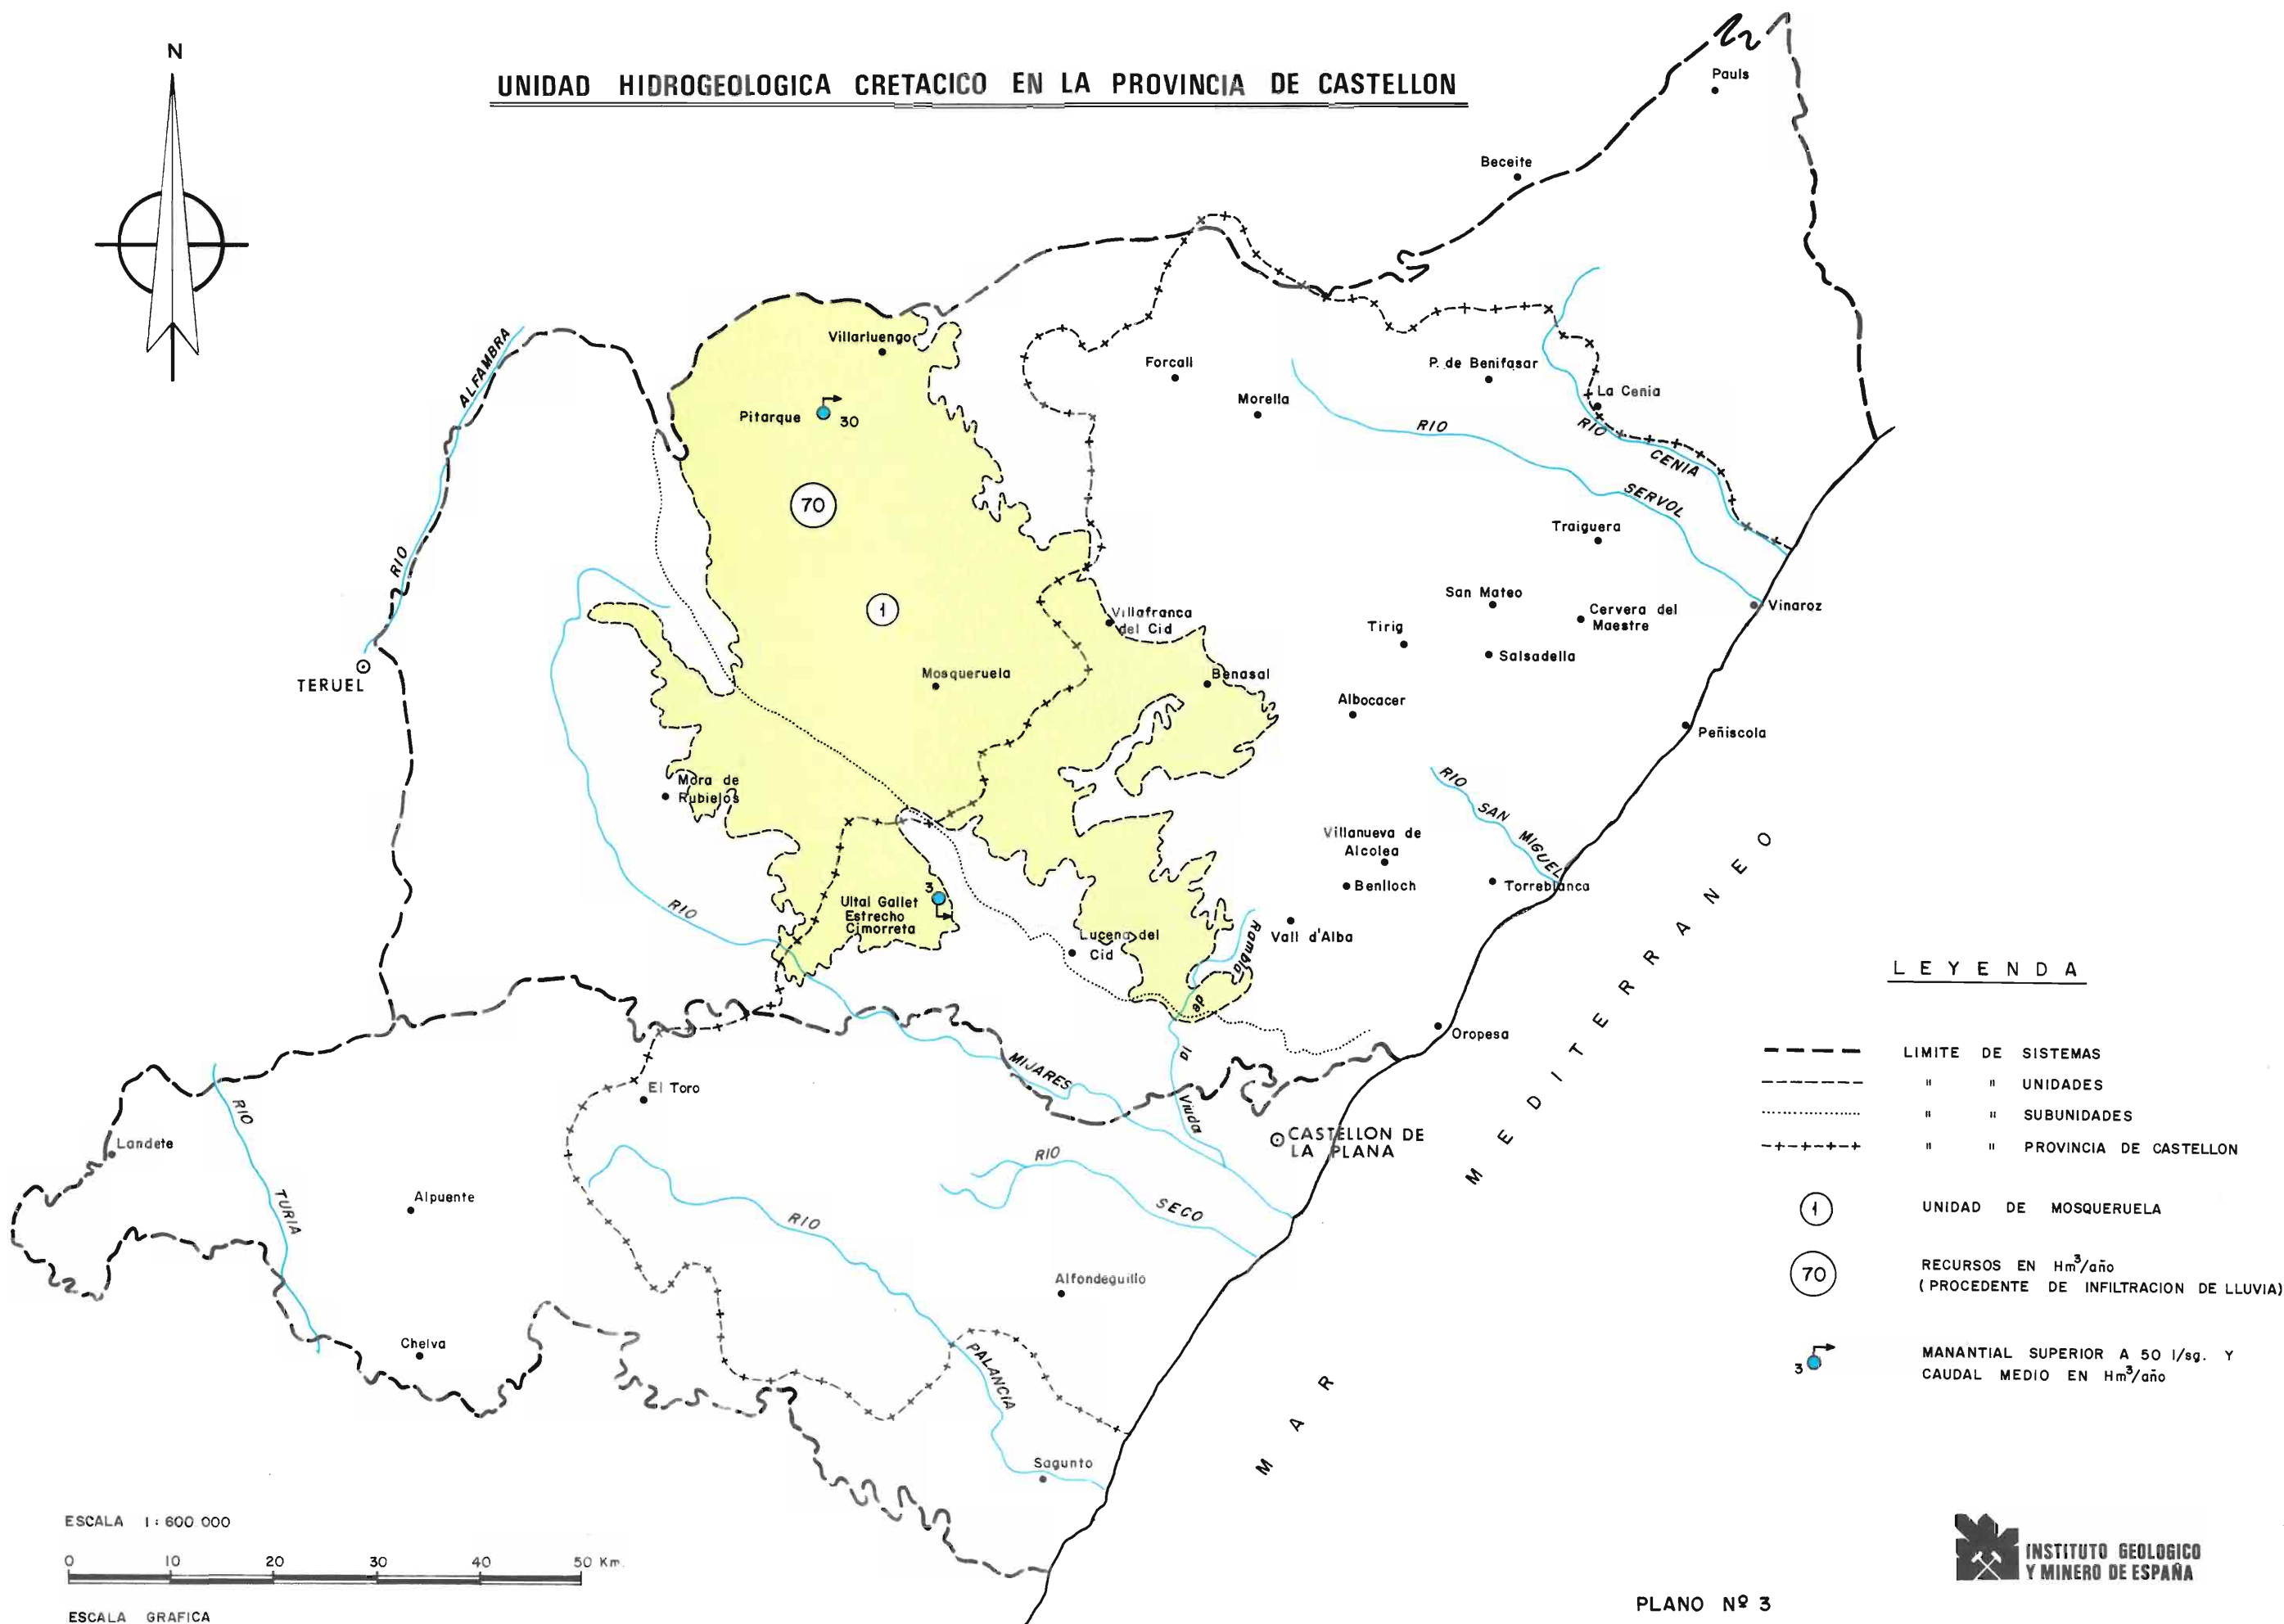 N
UNIDAD HIDROGEOLOGICA CRETACICO EN LA PROVINCIA DE CASTELLON
Pauls
Beceite
RIO ALFAMBRA
Villarluengo
Forcall
P. de Benifasar
La Cenia
Morella
Pitarque
30
RIO CENIA
RIO SERVOL
70
Traiguera
1
San Mateo
Cervera del
Maestre
Vinaroz
Villafranca
del Cid
Tirig
Salsadella
TERUEL
Mosqueruela
Benasal
Albocacer
Peñiscola
Mora de
Rubielos
RIO SAN MIGUEL
Villanueva de
Alcolea
Benlloch
Torreblanca
3
Ultal Gallet
Estrecho
Cimorreta
RIO MIJARES
Lucena del
Cid
Vall d'Alba
Rambla de la Viuda
Oropesa
MAR MEDITERRANEO
El Toro
CASTELLON DE
LA PLANA
Landete
RIO TURIA
Alpuente
RIO SECO
RIO PALANCIA
Alfondeguillo
Chelva
Sagunto
LEYENDA
LIMITE DE SISTEMAS
" " UNIDADES
" " SUBUNIDADES
" " PROVINCIA DE CASTELLON
1 UNIDAD DE MOSQUERUELA
70 RECURSOS EN Hm³/año
( PROCEDENTE DE INFILTRACION DE LLUVIA)
3 MANANTIAL SUPERIOR A 50 l/sg. Y
CAUDAL MEDIO EN Hm³/año
ESCALA 1: 600 000
0 10 20 30 40 50 Km.
ESCALA GRAFICA
INSTITUTO GEOLOGICO
Y MINERO DE ESPAÑA
PLANO Nº 3